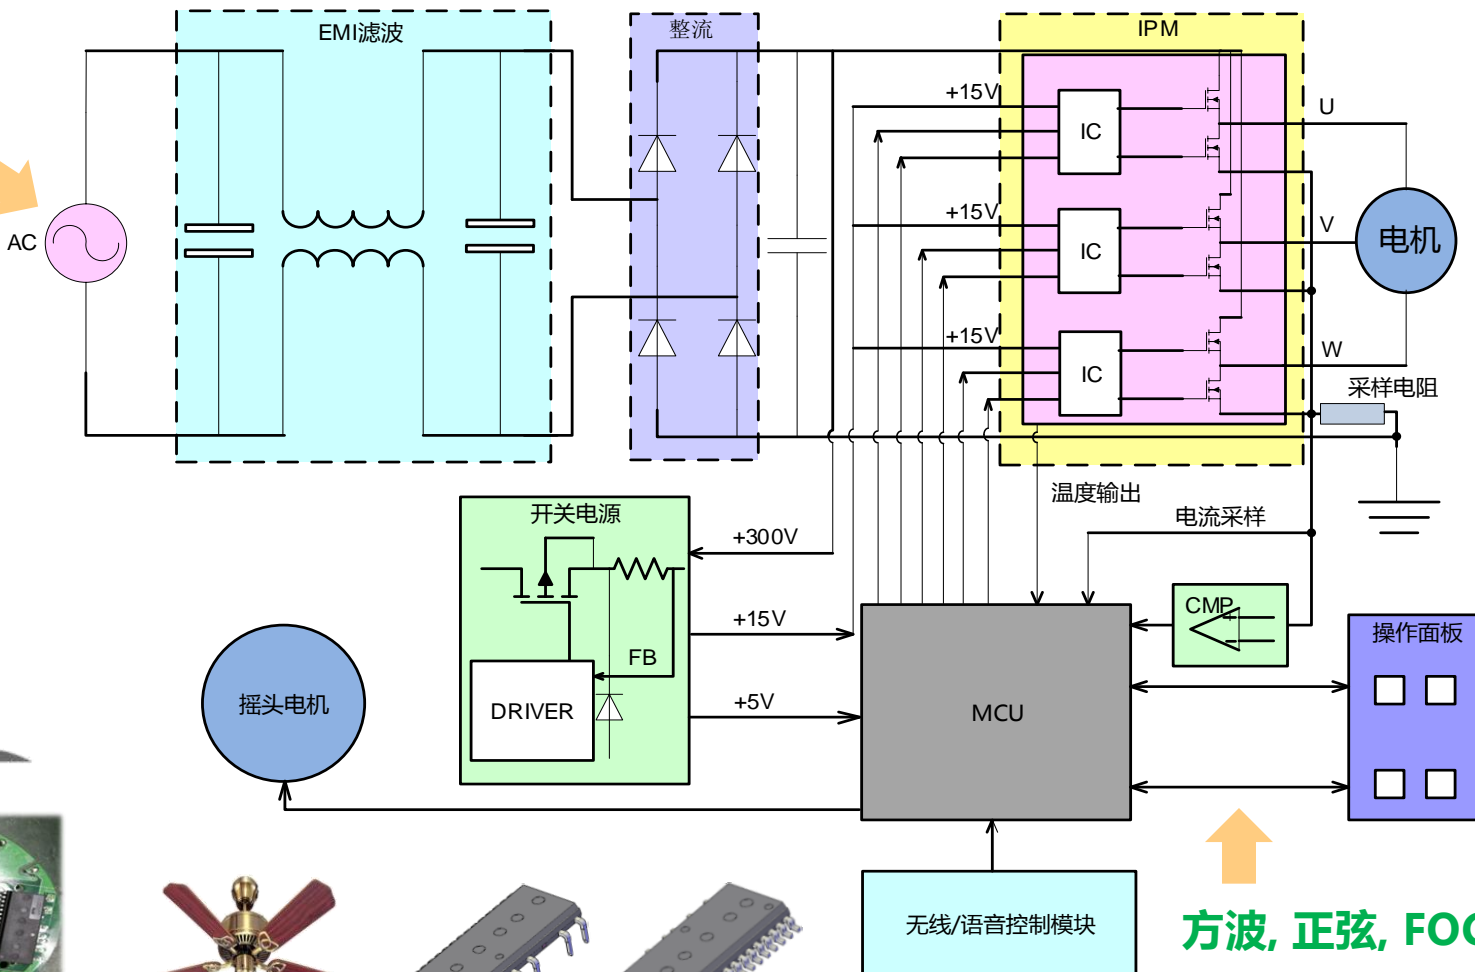 EMI滤波
整流
IPM
AC
+15V
IC
U
+15V
IC
V
电机
+15V
IC
W
采样电阻
温度输出
电流采样
开关电源
+300V
+15V
FB
DRIVER
+5V
摇头电机
MCU
CMP
操作面板
无线/语音控制模块
方波, 正弦, FOC